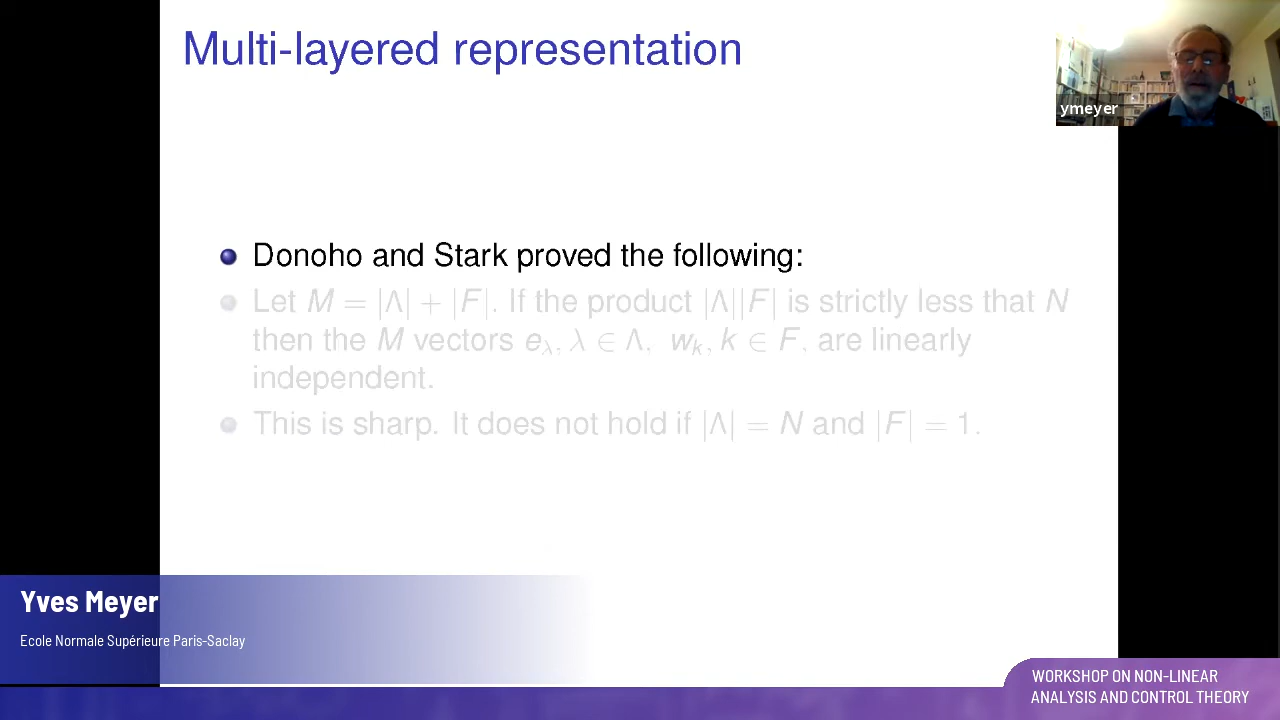 Multi-layered representation
ymeyer
Donoho and Stark proved the following:
Let M = |Λ| + |F|. If the product |Λ||F| is strictly less that N
then the M vectors e_λ, λ ∈ Λ, w_k, k ∈ F, are linearly
independent.
This is sharp. It does not hold if |Λ| = N and |F| = 1.
Yves Meyer
Ecole Normale Supérieure Paris-Saclay
WORKSHOP ON NON-LINEAR
ANALYSIS AND CONTROL THEORY